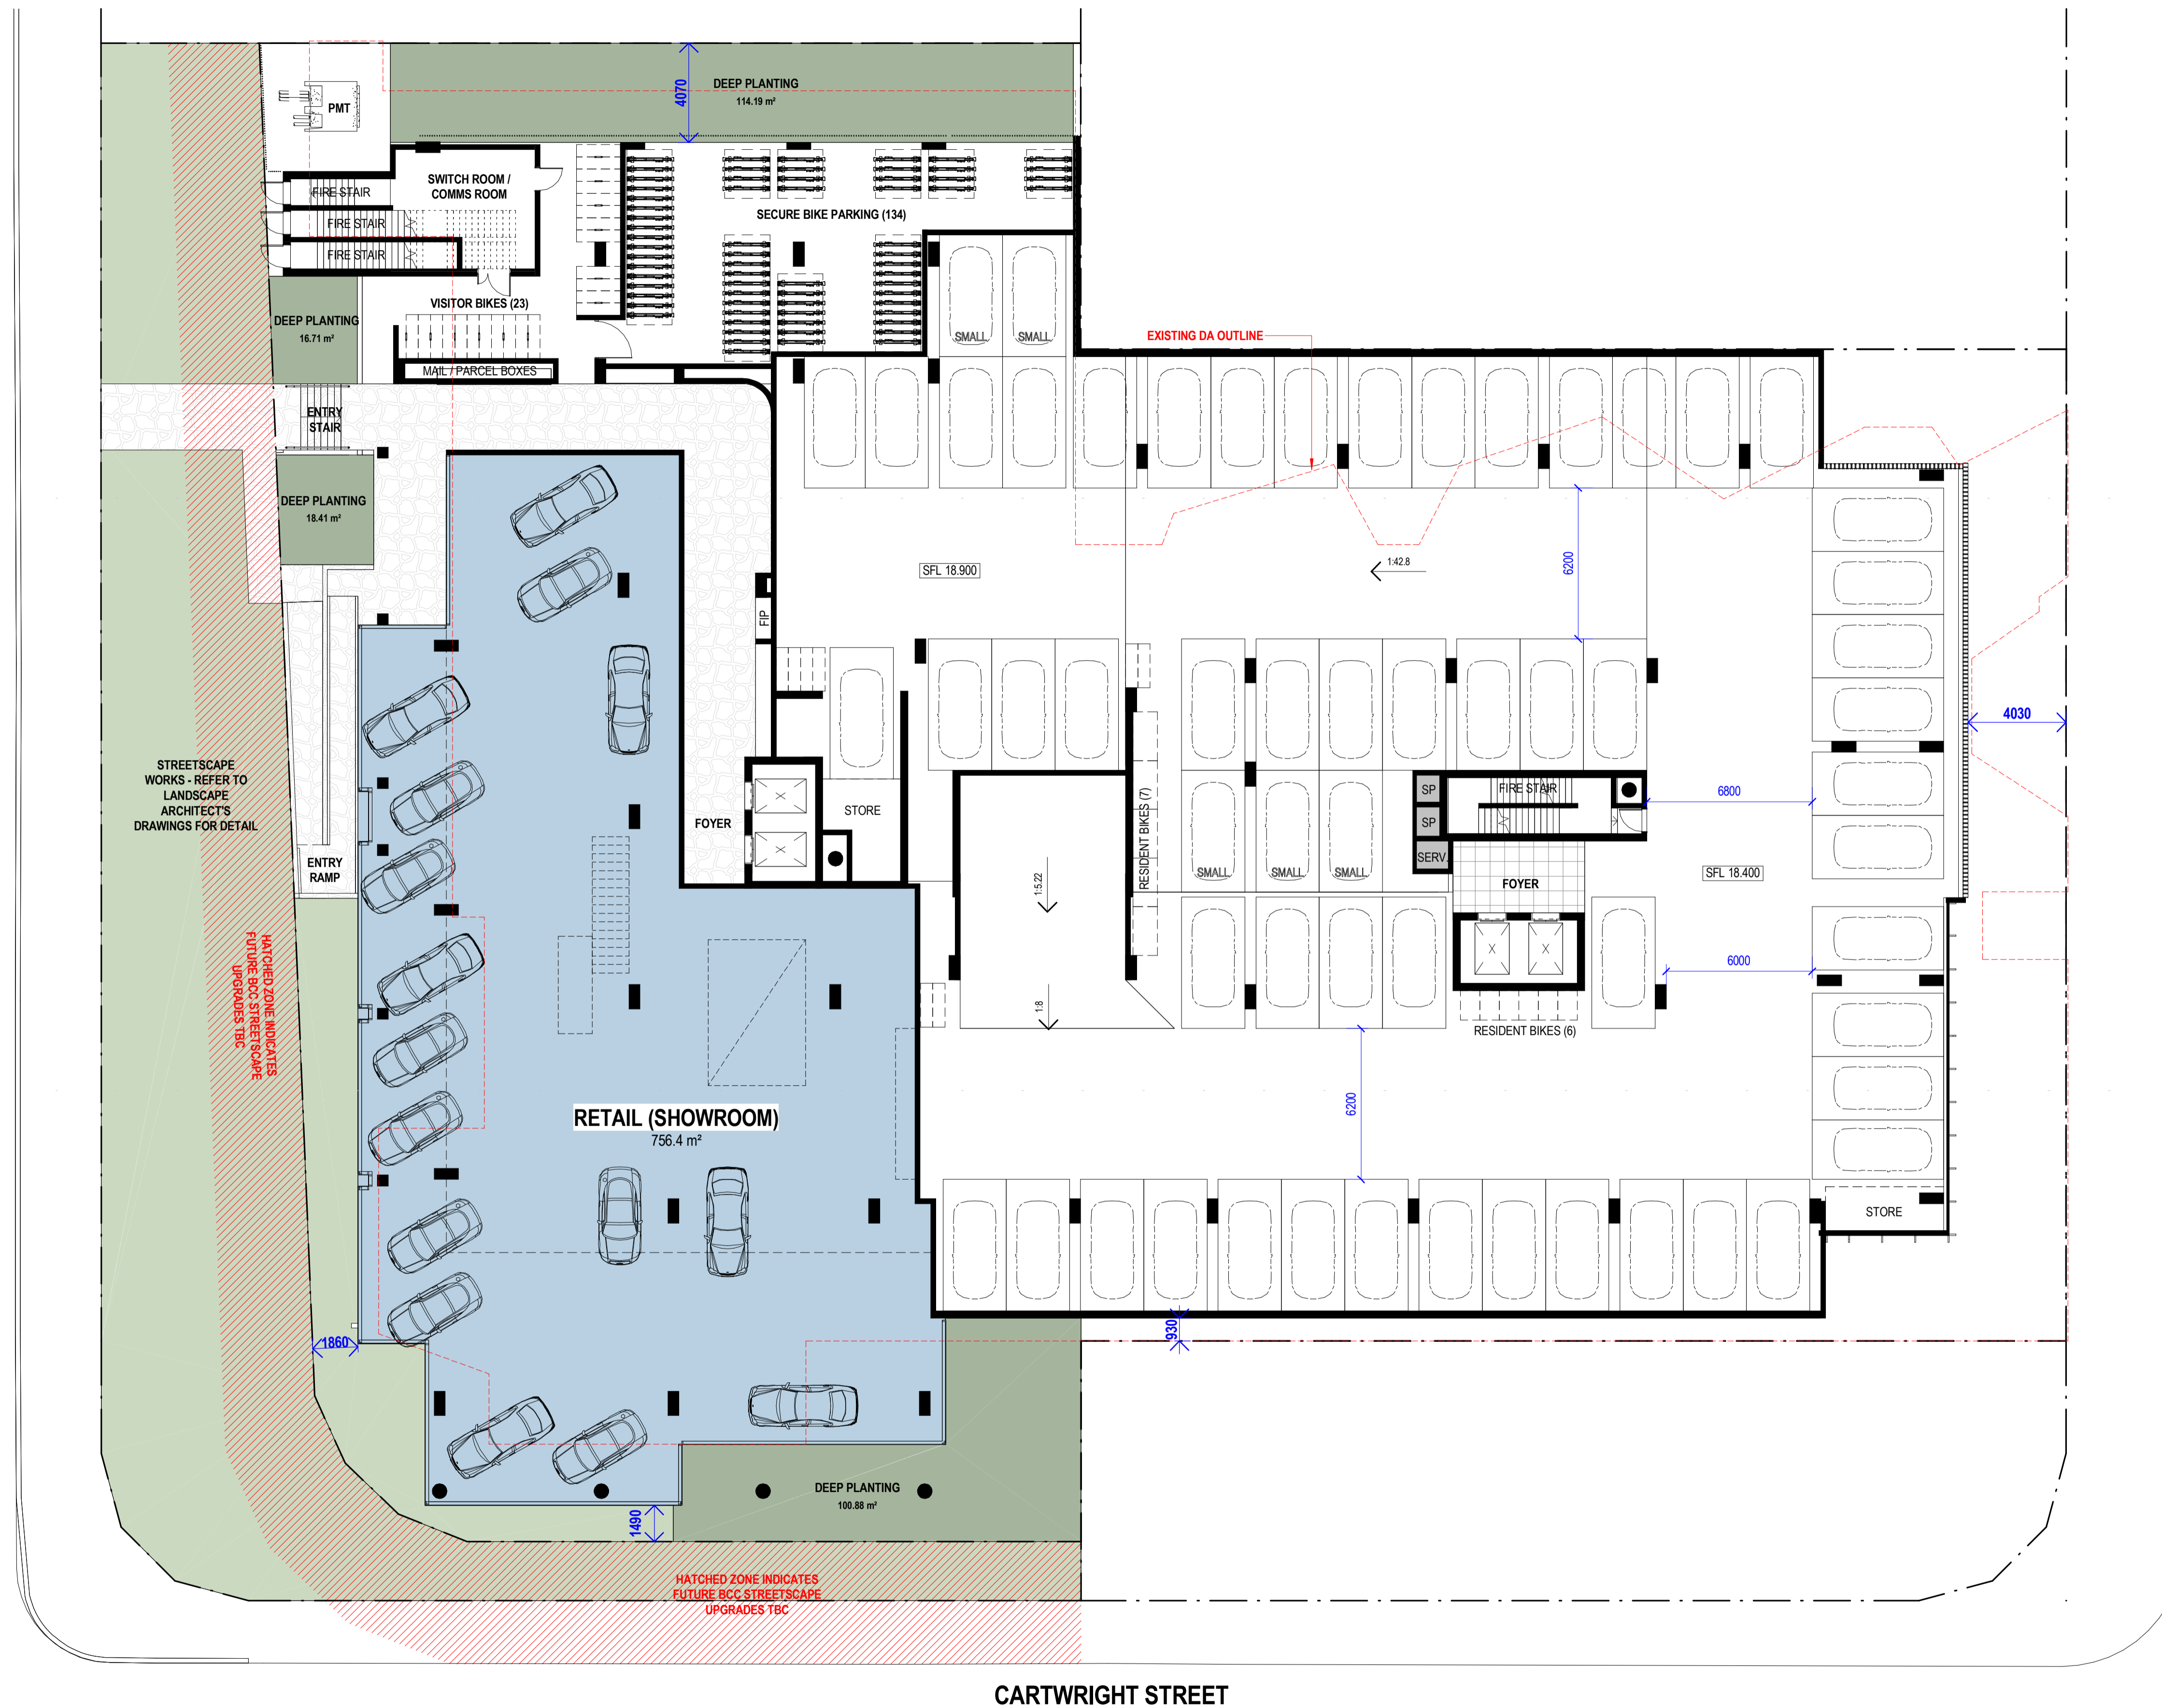 DEEP PLANTING
114.19 m²
4070
PMT
SWITCH ROOM /
COMMS ROOM
FIRE STAIR
FIRE STAIR
FIRE STAIR
SECURE BIKE PARKING (134)
VISITOR BIKES (23)
DEEP PLANTING
16.71 m²
MAIL / PARCEL BOXES
SMALL
SMALL
EXISTING DA OUTLINE
ENTRY
STAIR
DEEP PLANTING
18.41 m²
SFL 18.900
1:42.8
6200
FIP
4030
STREETSCAPE
WORKS - REFER TO
LANDSCAPE
ARCHITECT'S
DRAWINGS FOR DETAIL
FOYER
STORE
RESIDENT BIKES (7)
SP
SP
SERV.
FIRE STAIR
6800
ENTRY
RAMP
1:5.22
SMALL
SMALL
SMALL
FOYER
SFL 18.400
HATCHED ZONE INDICATES
FUTURE BCC STREETSCAPE
UPGRADES TBC
6000
1:8
RESIDENT BIKES (6)
RETAIL (SHOWROOM)
756.4 m²
6200
STORE
1860
930
DEEP PLANTING
100.88 m²
1490
HATCHED ZONE INDICATES
FUTURE BCC STREETSCAPE
UPGRADES TBC
CARTWRIGHT STREET